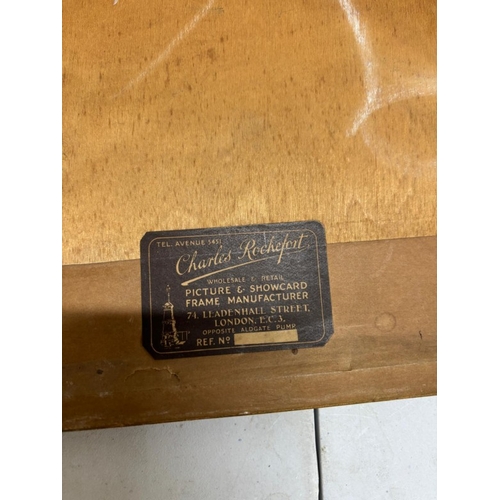 TEL. AVENUE 5451
Charles Rochefort
WHOLESALE & RETAIL
PICTURE & SHOWCARD
FRAME MANUFACTURER
74, LEADENHALL STREET,
LONDON, E.C.3.
OPPOSITE ALDGATE PUMP
REF. Nº